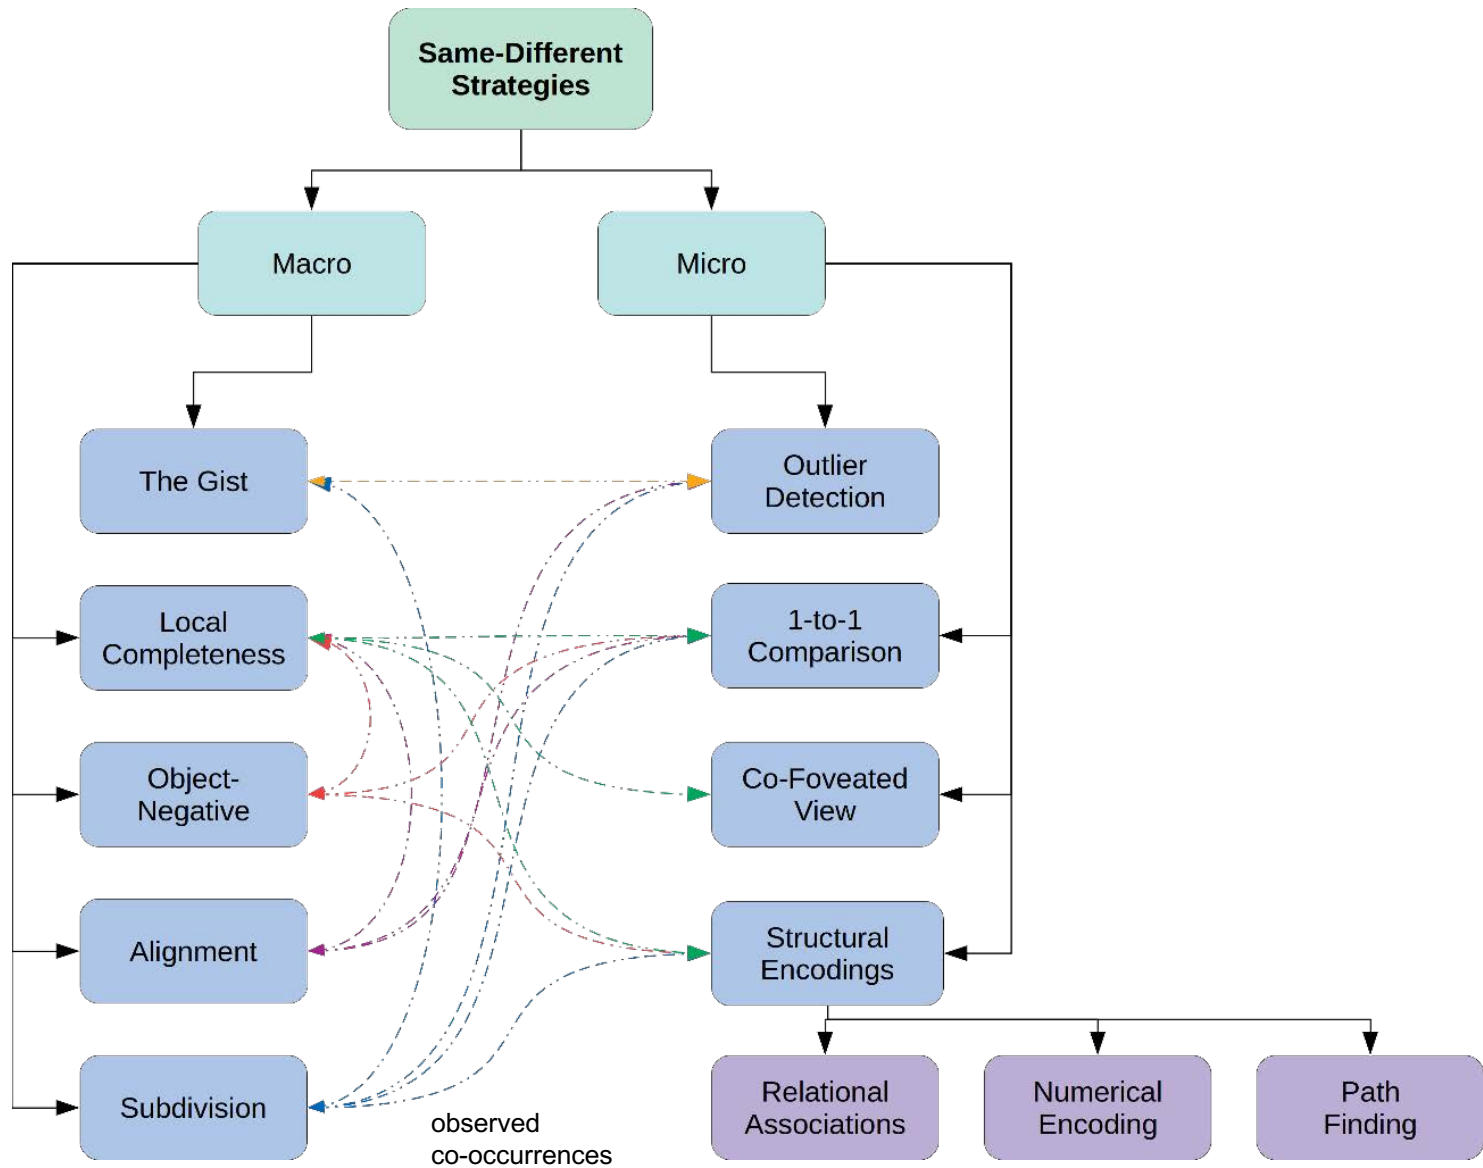 Same-Different
Strategies
Macro
Micro
The Gist
Outlier
Detection
Local
Completeness
1-to-1
Comparison
Object-
Negative
Co-Foveated
View
Alignment
Structural
Encodings
Subdivision
Relational
Associations
Numerical
Encoding
Path
Finding
observed
co-occurrences